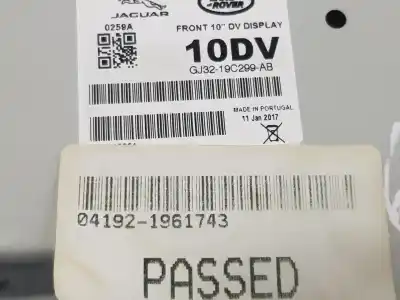 JAGUAR
ROVER
0259A
FRONT 10" DV DISPLAY
10DV
GJ32-19C299-AB
MADE IN PORTUGAL
11 Jan 2017
04192-1961743
PASSED